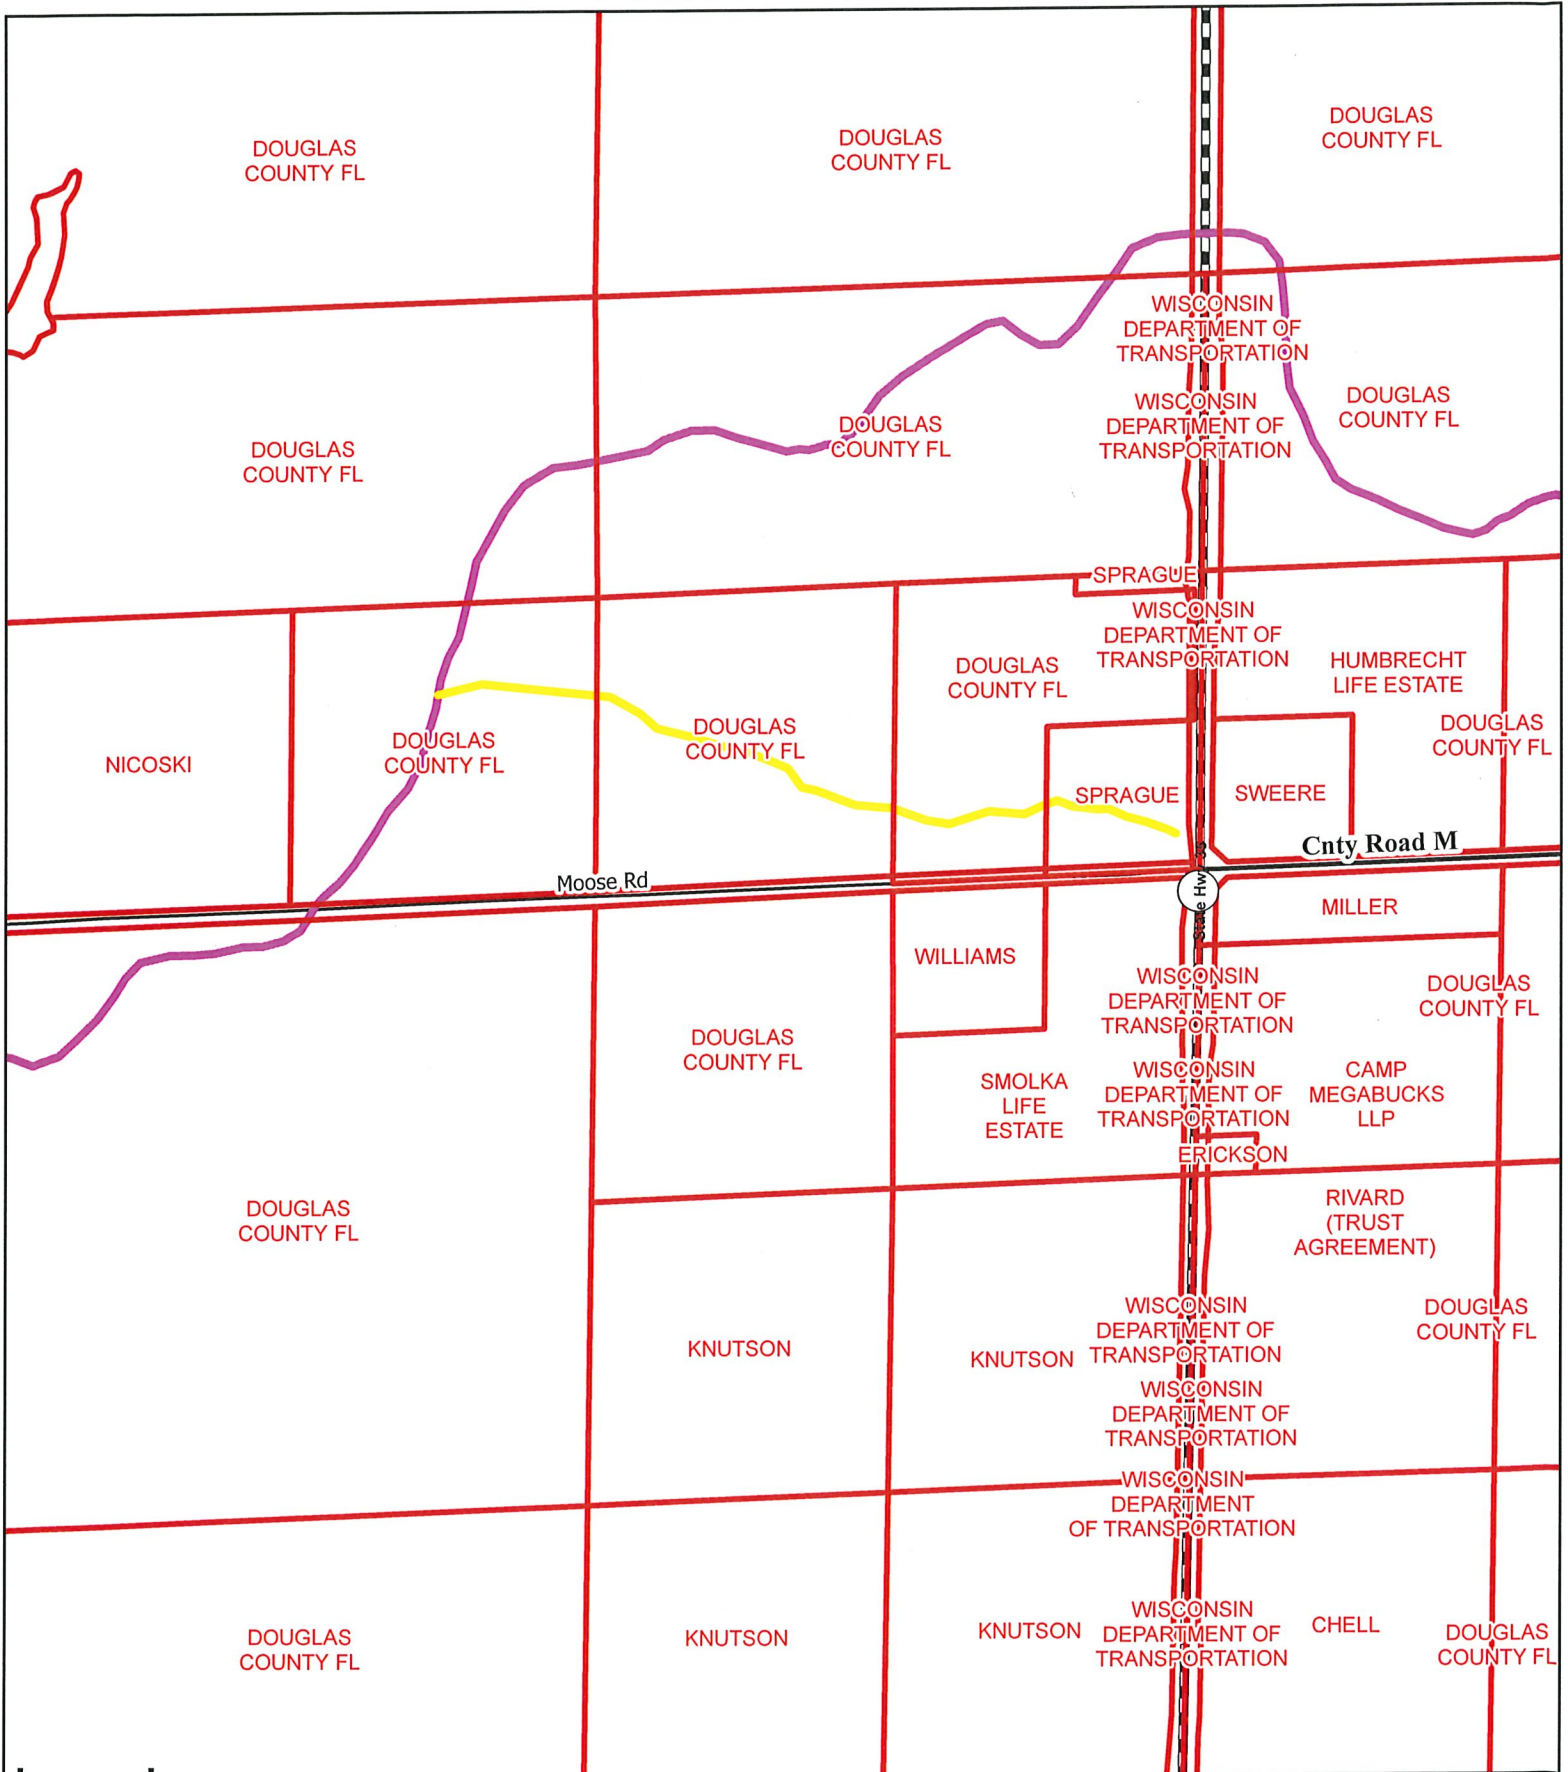 DOUGLAS
COUNTY FL
DOUGLAS
COUNTY FL
DOUGLAS
COUNTY FL
WISCONSIN
DEPARTMENT OF
TRANSPORTATION
DOUGLAS
COUNTY FL
DOUGLAS
COUNTY FL
WISCONSIN
DEPARTMENT OF
TRANSPORTATION
DOUGLAS
COUNTY FL
SPRAGUE
WISCONSIN
DEPARTMENT OF
TRANSPORTATION
DOUGLAS
COUNTY FL
HUMBRECHT
LIFE ESTATE
NICOSKI
DOUGLAS
COUNTY FL
DOUGLAS
COUNTY FL
DOUGLAS
COUNTY FL
SPRAGUE
SWEERE
Cnty Road M
Moose Rd
State Hwy
MILLER
WILLIAMS
WISCONSIN
DEPARTMENT OF
TRANSPORTATION
DOUGLAS
COUNTY FL
DOUGLAS
COUNTY FL
SMOLKA
LIFE
ESTATE
WISCONSIN
DEPARTMENT OF
TRANSPORTATION
CAMP
MEGABUCKS
LLP
ERICKSON
DOUGLAS
COUNTY FL
RIVARD
(TRUST
AGREEMENT)
KNUTSON
KNUTSON
WISCONSIN
DEPARTMENT OF
TRANSPORTATION
DOUGLAS
COUNTY FL
WISCONSIN
DEPARTMENT OF
TRANSPORTATION
WISCONSIN
DEPARTMENT
OF TRANSPORTATION
DOUGLAS
COUNTY FL
KNUTSON
KNUTSON
WISCONSIN
DEPARTMENT OF
TRANSPORTATION
CHELL
DOUGLAS
COUNTY FL